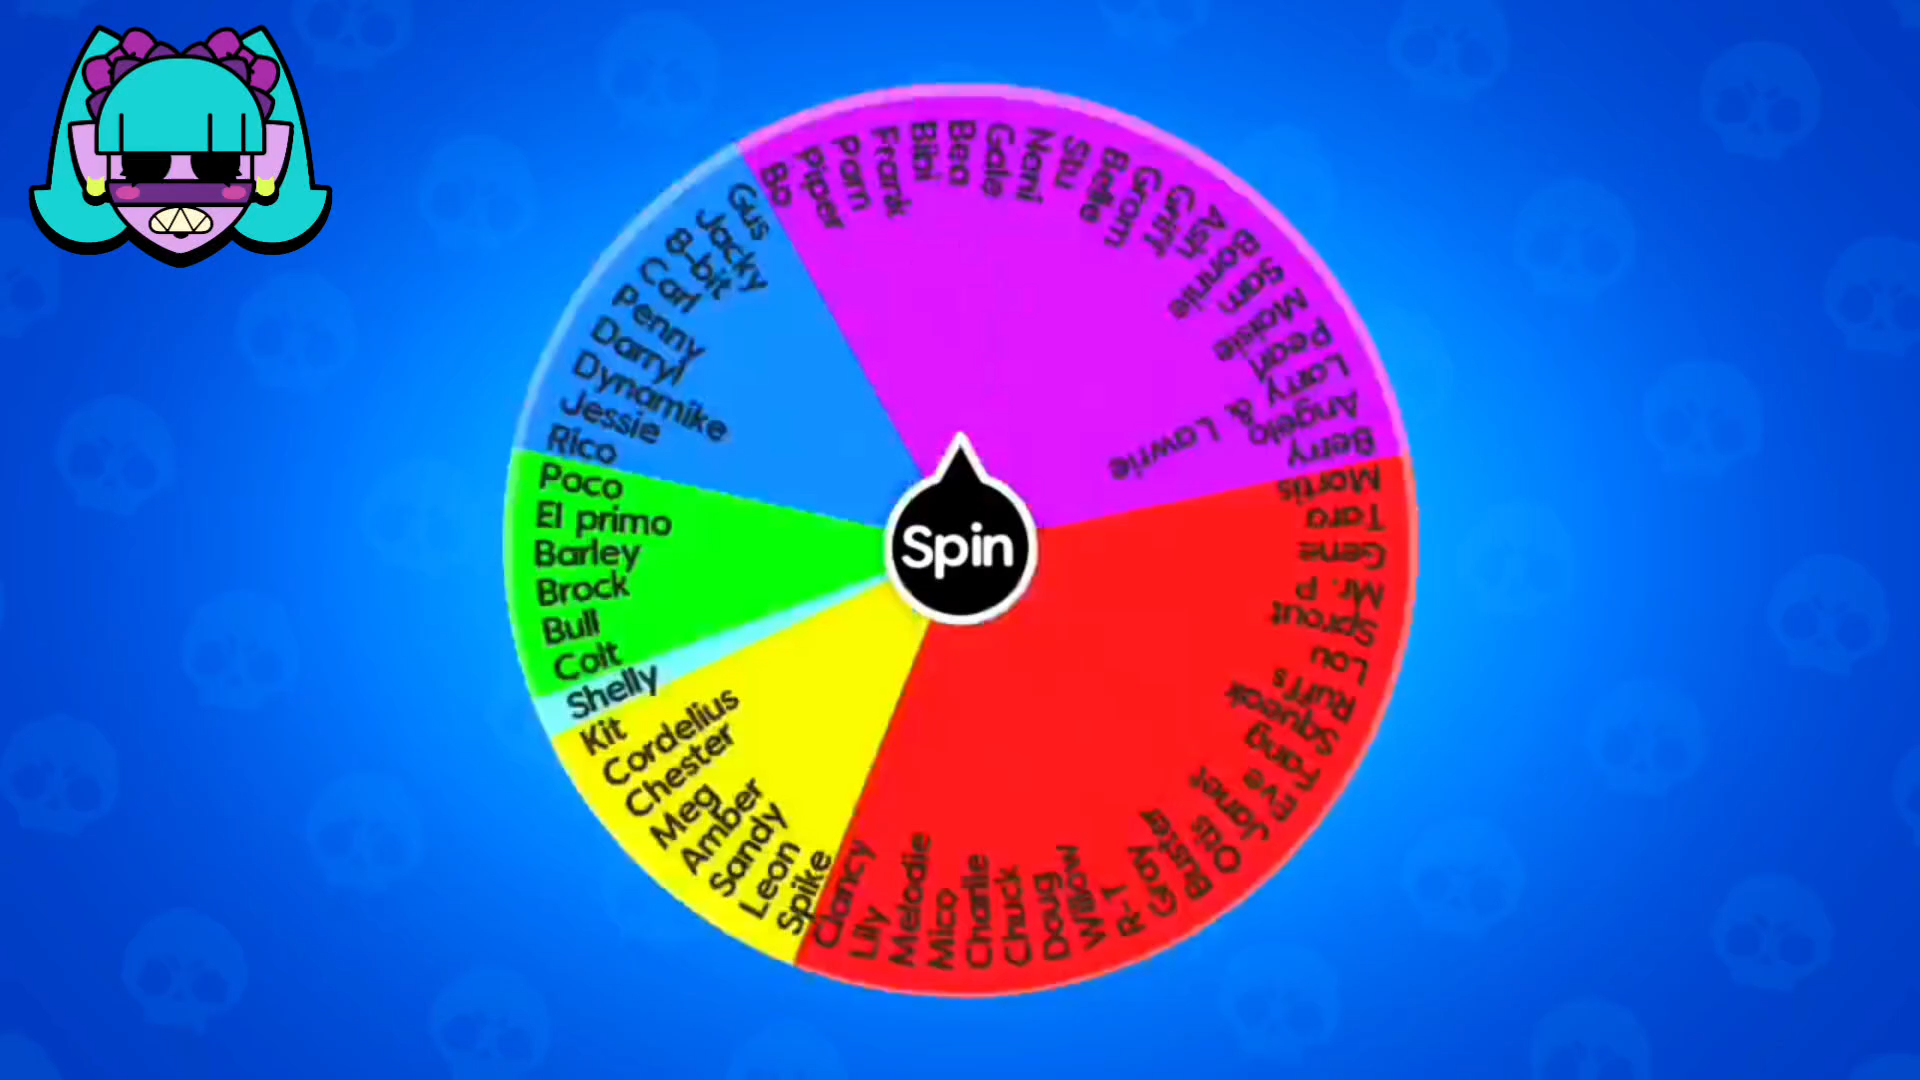 Bo
Piper
Pam
Frank
Bibi
Bea
Gale
Nani
Stu
Belle
Grom
Griff
Ash
Bonnie
Sam
Maisie
Pearl
Larry & Lawrie
Angelo
Berry
Mortis
Tara
Gene
Mr. P
Sprout
Lou
Ruffs
Squeak
Fang
Eve
Janet
Otis
Buster
Gray
R-T
Willow
Doug
Chuck
Charlie
Mico
Melodie
Lily
Clancy
Spike
Leon
Sandy
Amber
Meg
Chester
Cordelius
Kit
Shelly
Colt
Bull
Brock
Barley
El primo
Poco
Rico
Jessie
Dynamike
Darryl
Penny
Carl
8-bit
Jacky
Gus
Spin